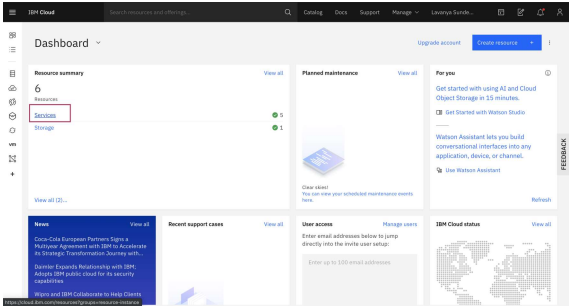 IBM Cloud
Search resources and offerings...
Catalog
Docs
Support
Manage
Lavanya Sunde...
Dashboard
Upgrade account
Create resource +
Resource summary
View all
6
Resources
Services
5
Storage
1
View all (2)...
Planned maintenance
View all
Clear skies!
You can view your scheduled maintenance events
here.
For you
Get started with using AI and Cloud
Object Storage in 15 minutes.
Get Started with Watson Studio
Watson Assistant lets you build
conversational interfaces into any
application, device, or channel.
Use Watson Assistant
Refresh
FEEDBACK
VM
News
View all
Coca-Cola European Partners Signs a
Multiyear Agreement with IBM to Accelerate
its Strategic Transformation Journey with...
Daimler Expands Relationship with IBM;
Adopts IBM public cloud for its security
capabilities
Wipro and IBM Collaborate to Help Clients
Recent support cases
View all
User access
Manage users
Enter email addresses below to jump
directly into the invite user setup:
Enter up to 100 email addresses
IBM Cloud status
View all
https://cloud.ibm.com/resources?groups=resource-instance